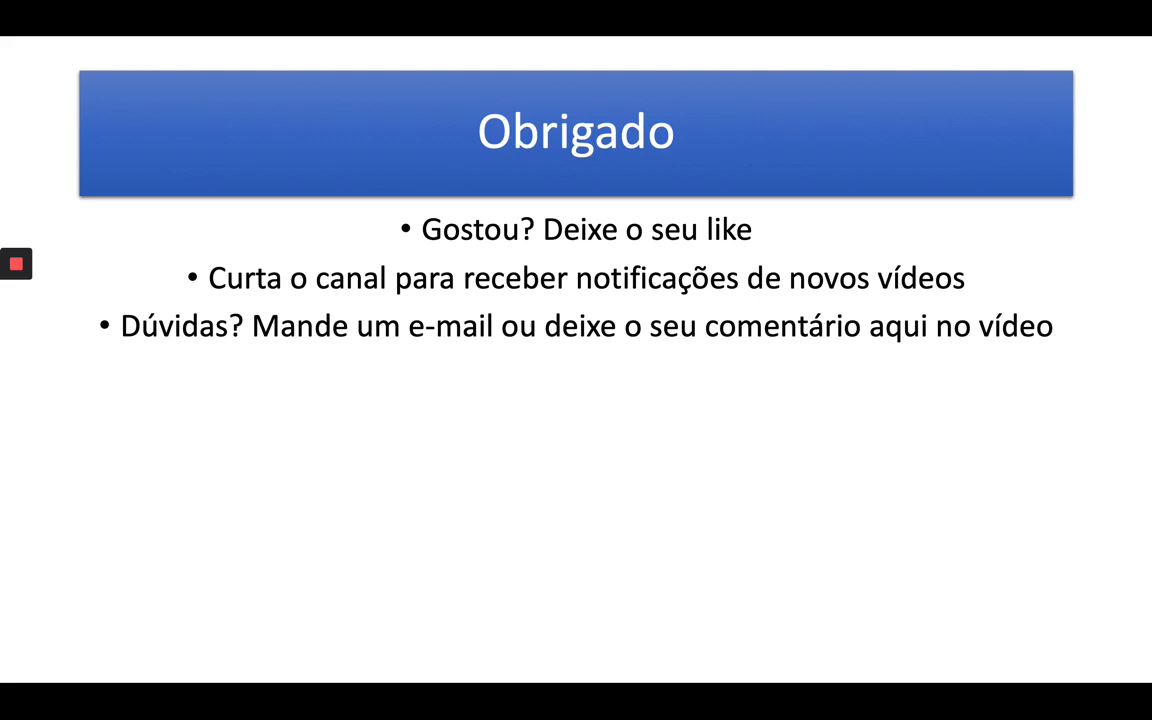 Obrigado
• Gostou? Deixe o seu like
• Curta o canal para receber notificações de novos vídeos
• Dúvidas? Mande um e-mail ou deixe o seu comentário aqui no vídeo